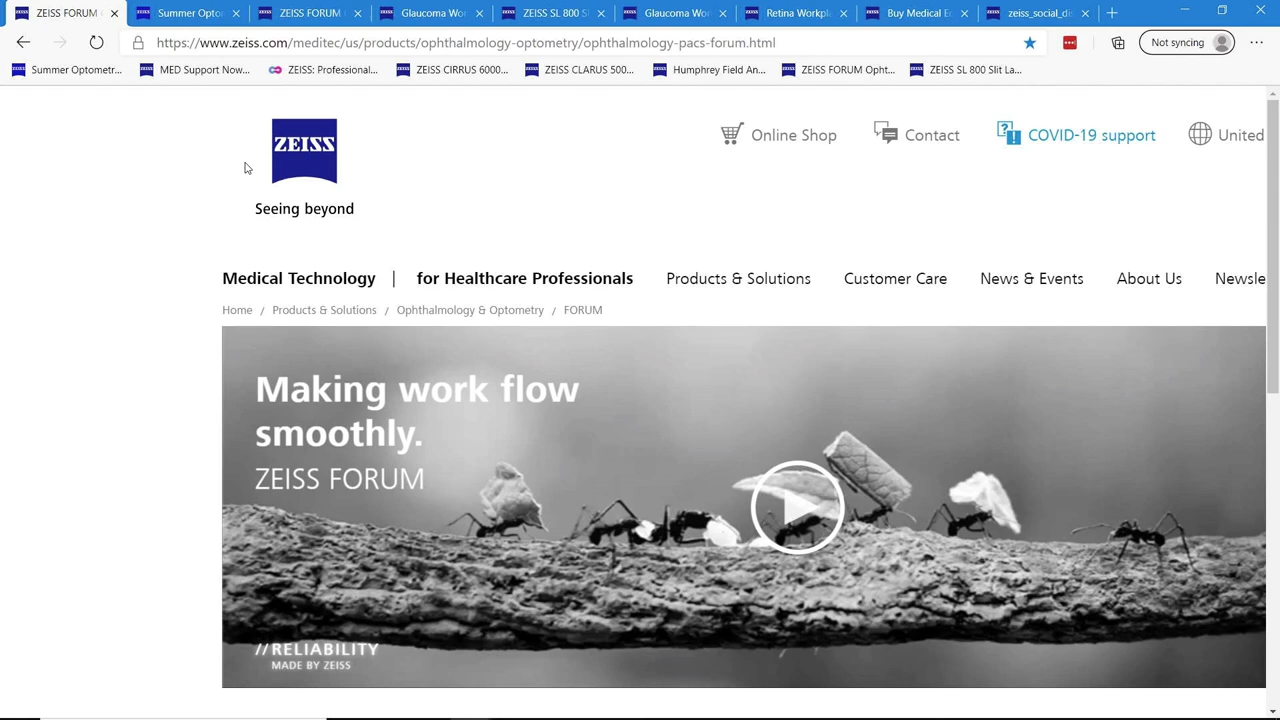 ZEISS FORUM
Summer Opton
ZEISS FORUM
Glaucoma Wor
ZEISS SL 800 S
Glaucoma Wo
Retina Workpl
Buy Medical E
zeiss_social_di
https://www.zeiss.com/meditec/us/products/ophthalmology-optometry/ophthalmology-pacs-forum.html
Not syncing
Summer Optometr...
MED Support Now...
ZEISS: Professional...
ZEISS CIRRUS 6000...
ZEISS CLARUS 500...
Humphrey Field An...
ZEISS FORUM Opht...
ZEISS SL 800 Slit La...
ZEISS
Seeing beyond
Online Shop
Contact
COVID-19 support
United
Medical Technology | for Healthcare Professionals
Products & Solutions
Customer Care
News & Events
About Us
Newsle
Home / Products & Solutions / Ophthalmology & Optometry / FORUM
Making work flow
smoothly.
ZEISS FORUM
//RELIABILITY
MADE BY ZEISS